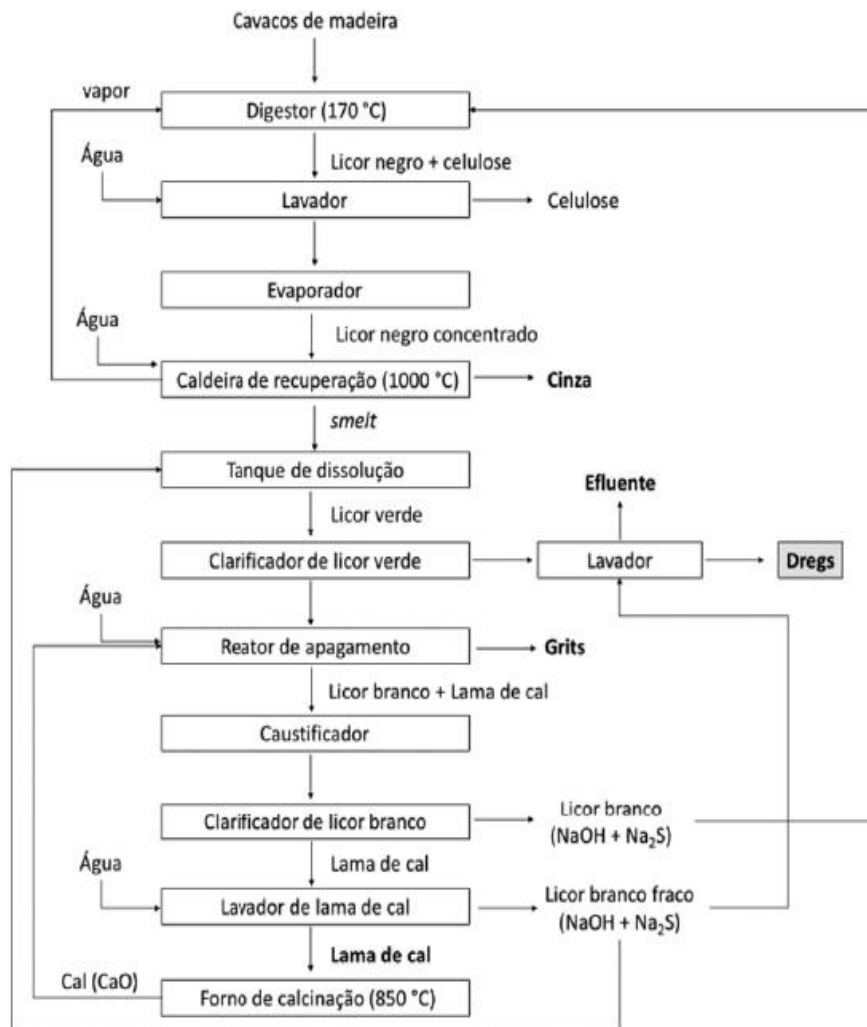 Cavacos de madeira
vapor
Digestor (170 °C)
Água
Licor negro + celulose
Lavador
Celulose
Evaporador
Água
Licor negro concentrado
Caldeira de recuperação (1000 °C)
Cinza
smelt
Tanque de dissolução
Efluente
Licor verde
Clarificador de licor verde
Lavador
Dregs
Água
Reator de apagamento
Grits
Licor branco + Lama de cal
Caustificador
Clarificador de licor branco
Licor branco
(NaOH + Na₂S)
Lama de cal
Água
Lavador de lama de cal
Licor branco fraco
(NaOH + Na₂S)
Lama de cal
Cal (CaO)
Forno de calcinação (850 °C)